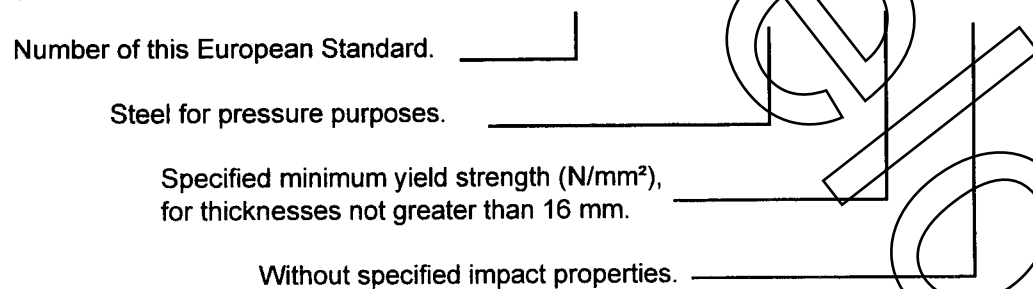 Number of this European Standard.
Steel for pressure purposes.
Specified minimum yield strength (N/mm²),
for thicknesses not greater than 16 mm.
Without specified impact properties.